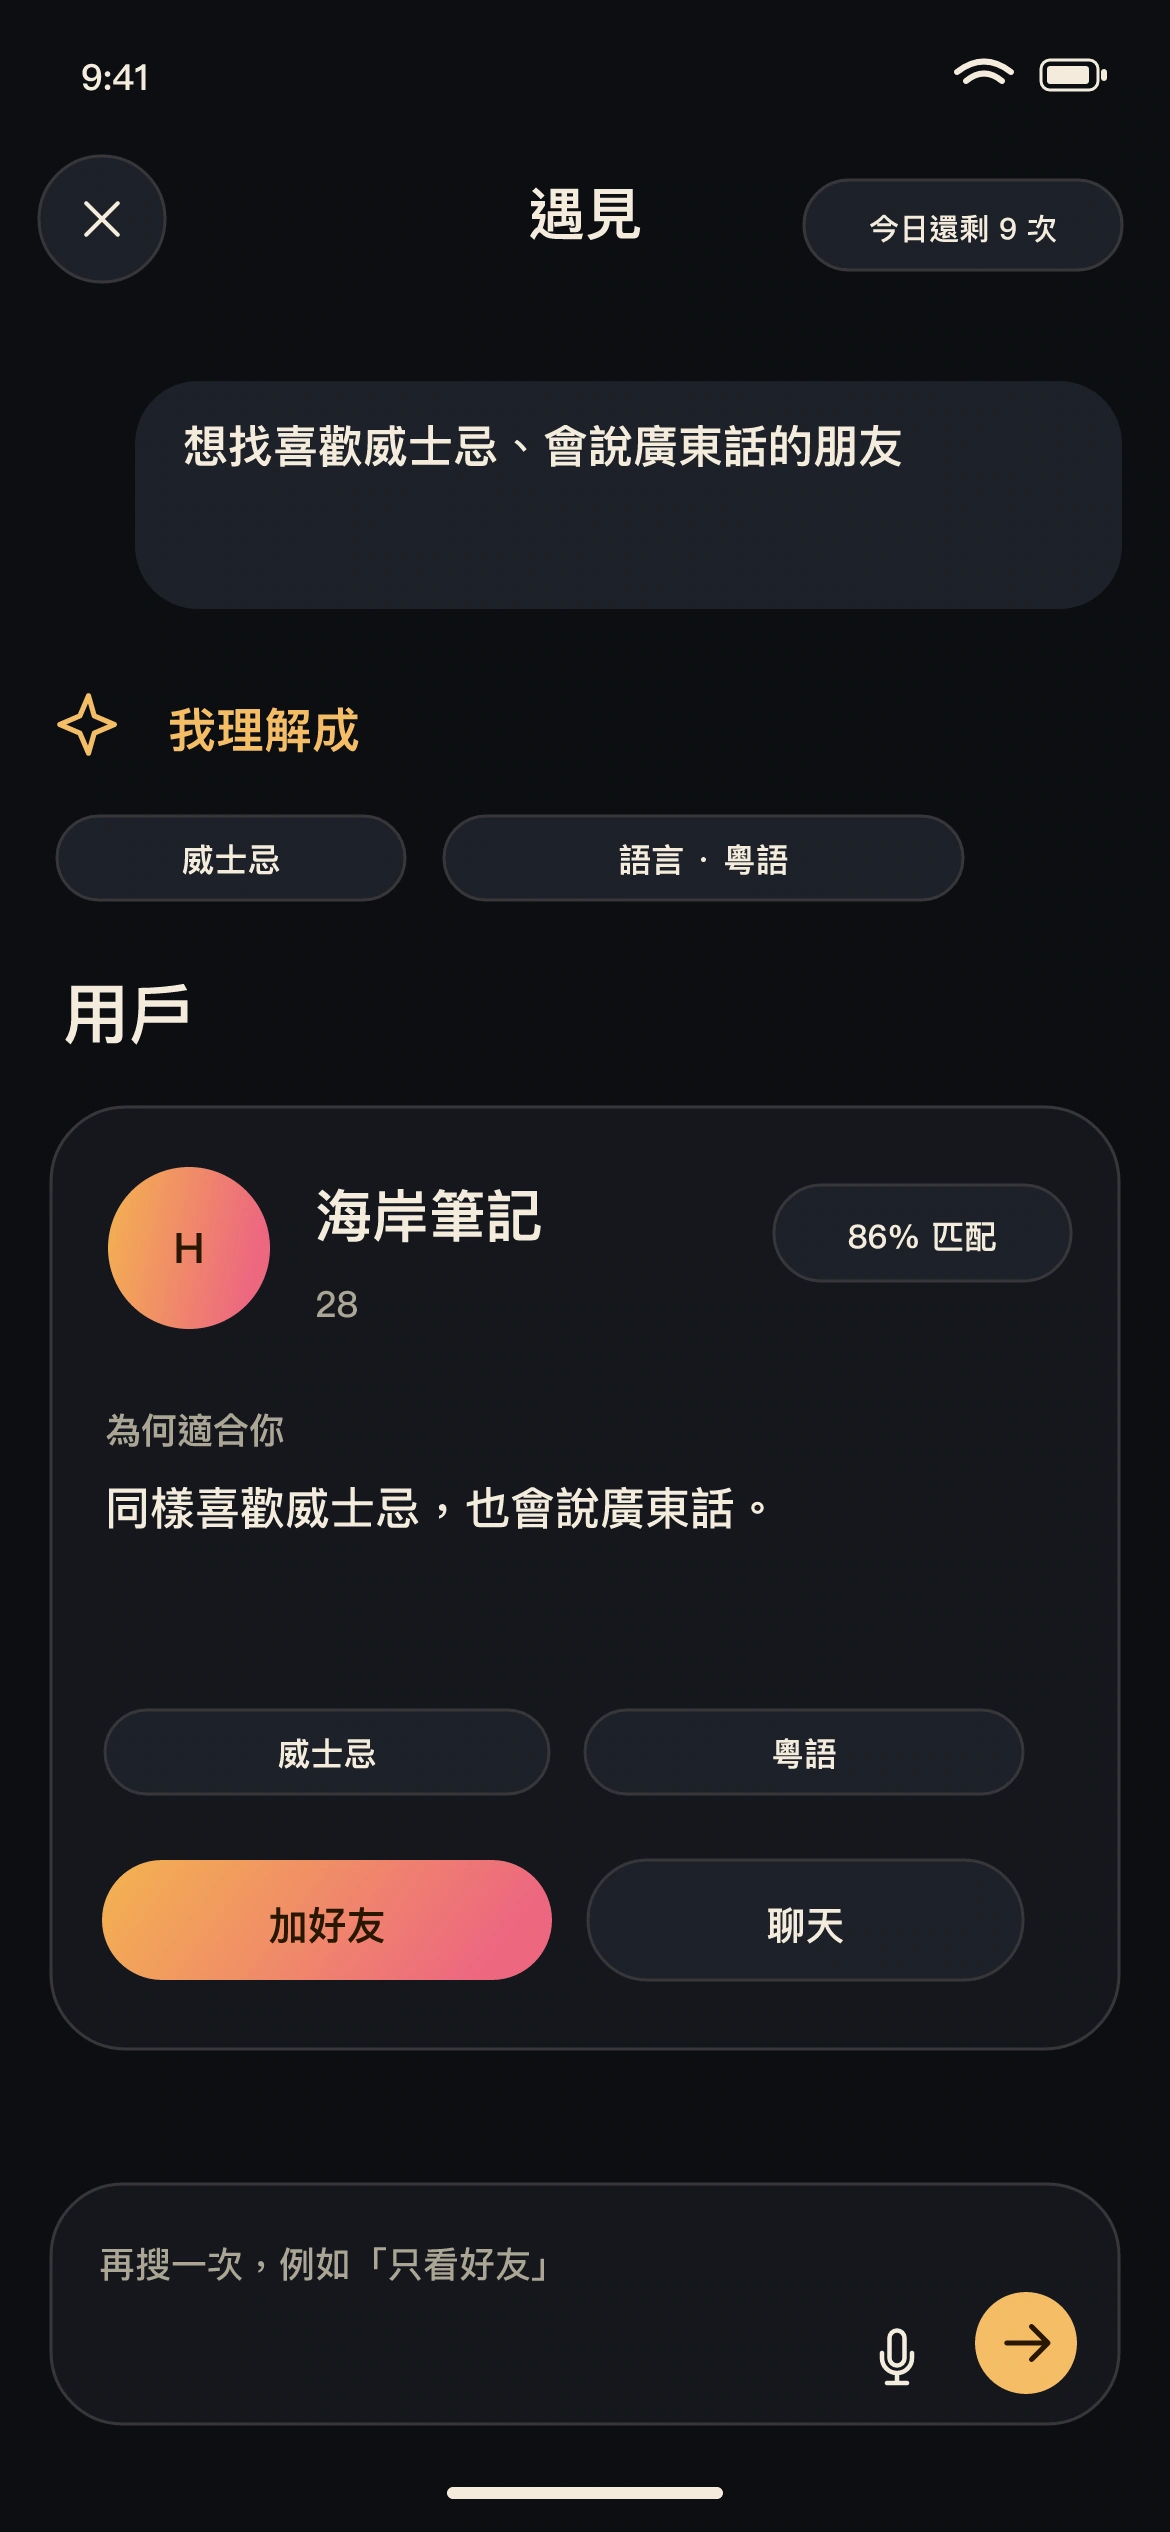 9:41
遇見
今日還剩 9 次
想找喜歡威士忌、會說廣東話的朋友
我理解成
威士忌
語言 · 粵語
用戶
H
海岸筆記
86% 匹配
28
為何適合你
同樣喜歡威士忌，也會說廣東話。
威士忌
粵語
加好友
聊天
再搜一次，例如「只看好友」